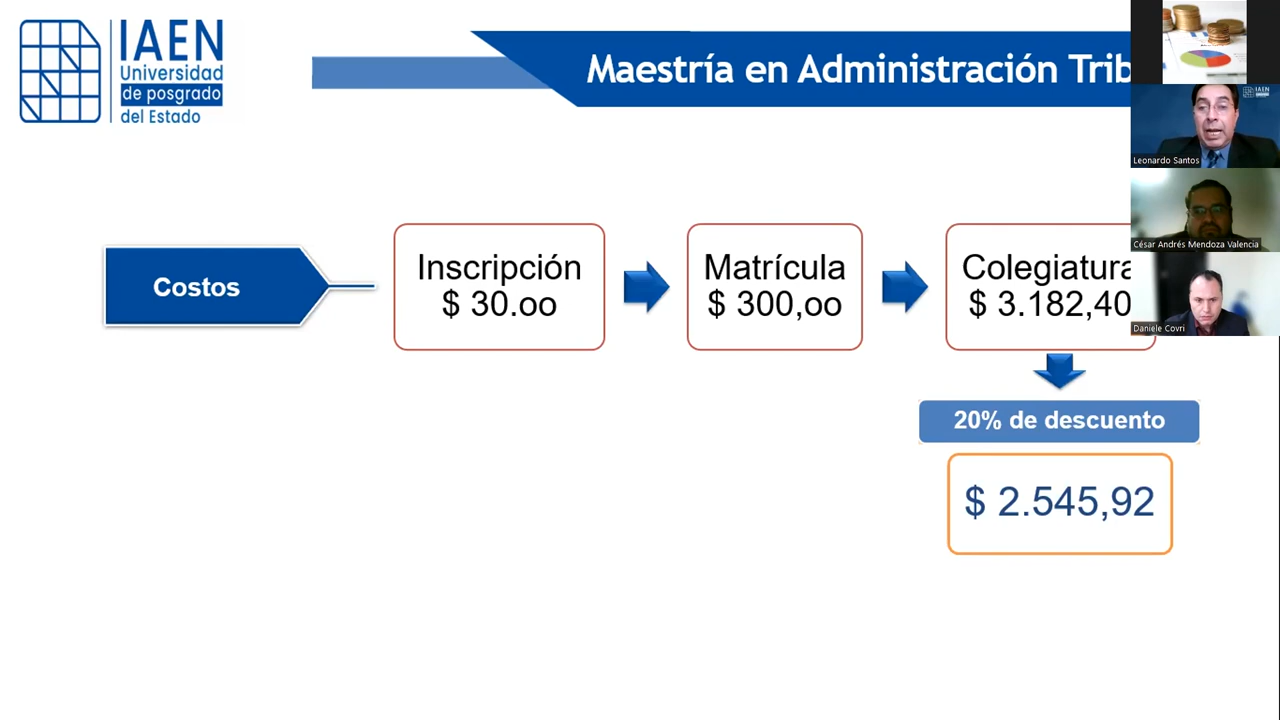 IAEN
Universidad
de posgrado
del Estado
Maestría en Administración Trib
Costos
Inscripción
$ 30.oo
Matrícula
$ 300,oo
Colegiatura
$ 3.182,40
20% de descuento
$ 2.545,92
IAEN
Leonardo Santos
César Andrés Mendoza Valencia
Daniele Covri